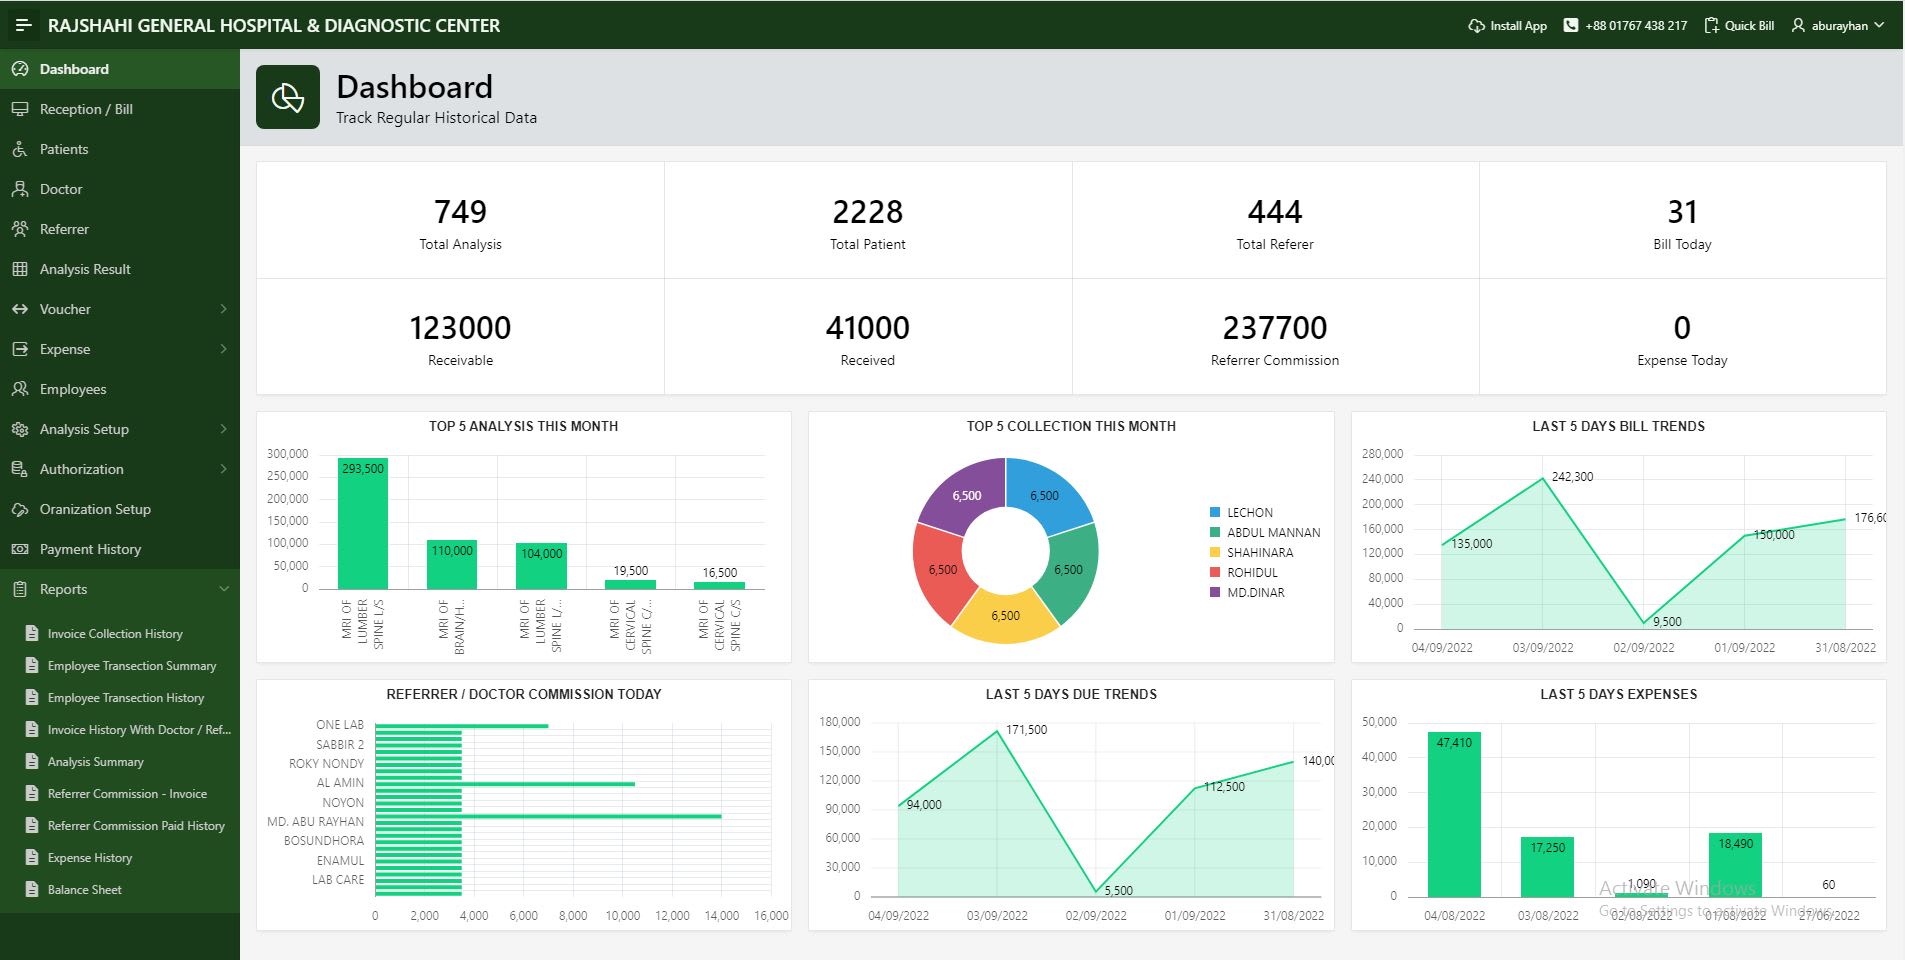 RAJSHAHI GENERAL HOSPITAL & DIAGNOSTIC CENTER
Install App
+88 01767 438 217
Quick Bill
aburayhan
Dashboard
Reception / Bill
Patients
Doctor
Referrer
Analysis Result
Voucher
Expense
Employees
Analysis Setup
Authorization
Oranization Setup
Payment History
Reports
Invoice Collection History
Employee Transection Summary
Employee Transection History
Invoice History With Doctor / Ref...
Analysis Summary
Referrer Commission - Invoice
Referrer Commission Paid History
Expense History
Balance Sheet
Dashboard
Track Regular Historical Data
749
Total Analysis
2228
Total Patient
444
Total Referer
31
Bill Today
123000
Receivable
41000
Received
237700
Referrer Commission
0
Expense Today
TOP 5 ANALYSIS THIS MONTH
300,000
250,000
200,000
150,000
100,000
50,000
0
293,500
110,000
104,000
19,500
16,500
MRI OF
LUMBER
SPINE L/S
MRI OF
BRAIN/H...
MRI OF
LUMBER
SPINE L/...
MRI OF
CERVICAL
SPINE C/...
MRI OF
CERVICAL
SPINE C/S
TOP 5 COLLECTION THIS MONTH
6,500
6,500
6,500
6,500
6,500
LECHON
ABDUL MANNAN
SHAHINARA
ROHIDUL
MD.DINAR
LAST 5 DAYS BILL TRENDS
280,000
240,000
200,000
160,000
120,000
80,000
40,000
0
135,000
242,300
9,500
150,000
176,60
04/09/2022
03/09/2022
02/09/2022
01/09/2022
31/08/2022
REFERRER / DOCTOR COMMISSION TODAY
ONE LAB
SABBIR 2
ROKY NONDY
AL AMIN
NOYON
MD. ABU RAYHAN
BOSUNDHORA
ENAMUL
LAB CARE
0
2,000
4,000
6,000
8,000
10,000
12,000
14,000
16,000
LAST 5 DAYS DUE TRENDS
180,000
150,000
120,000
90,000
60,000
30,000
0
94,000
171,500
5,500
112,500
140,00
04/09/2022
03/09/2022
02/09/2022
01/09/2022
31/08/2022
LAST 5 DAYS EXPENSES
50,000
40,000
30,000
20,000
10,000
0
47,410
17,250
1,090
18,490
60
04/08/2022
03/08/2022
02/08/2022
01/08/2022
27/06/2022
Activate Windows
Go to Settings to activate Windows.